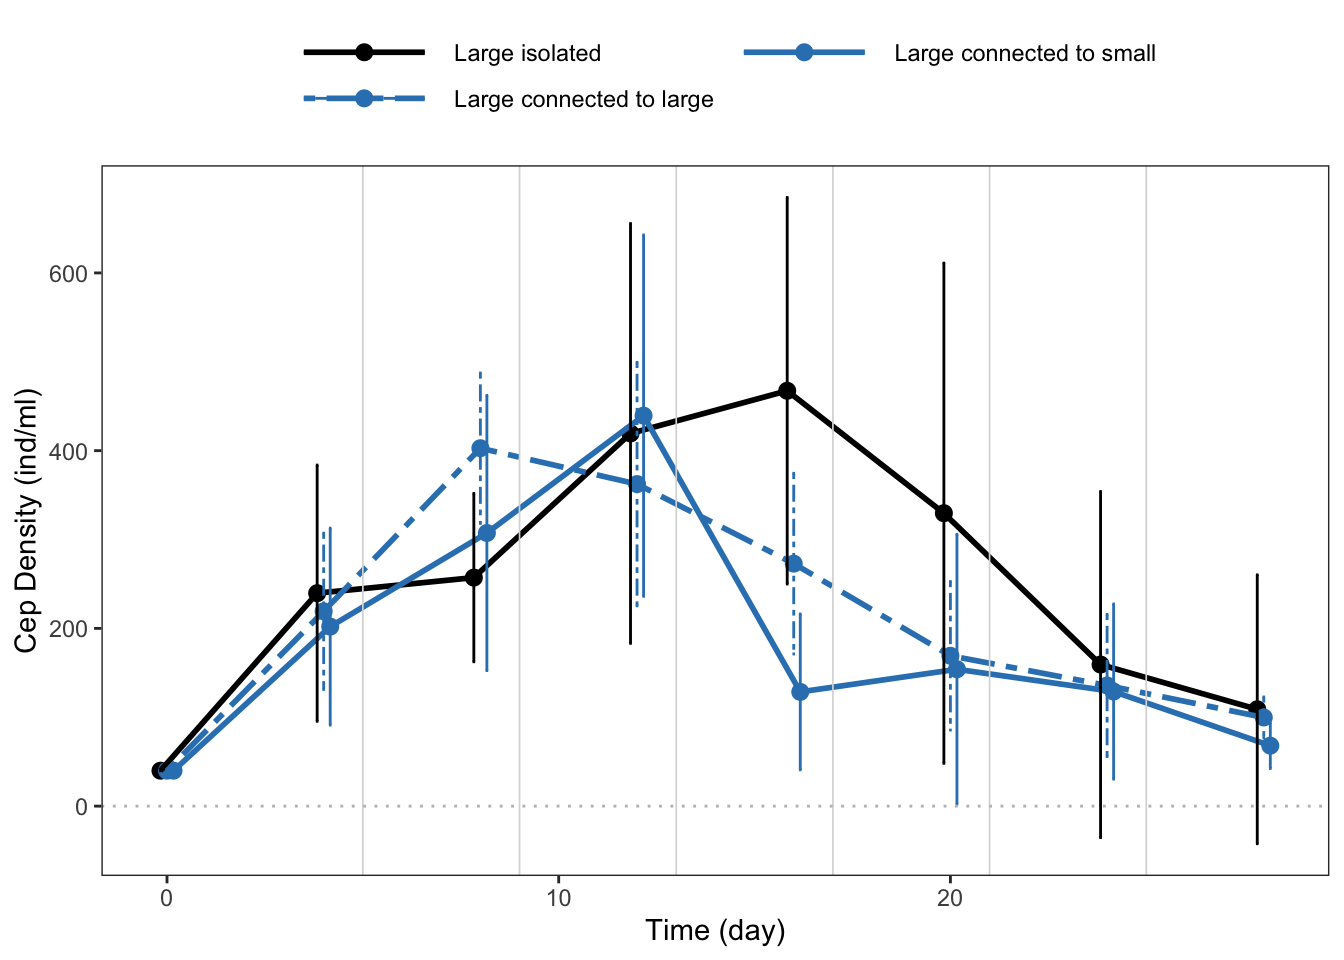 Large isolated
Large connected to small
Large connected to large
600
400
200
0
Cep Density (ind/ml)
0
10
20
Time (day)